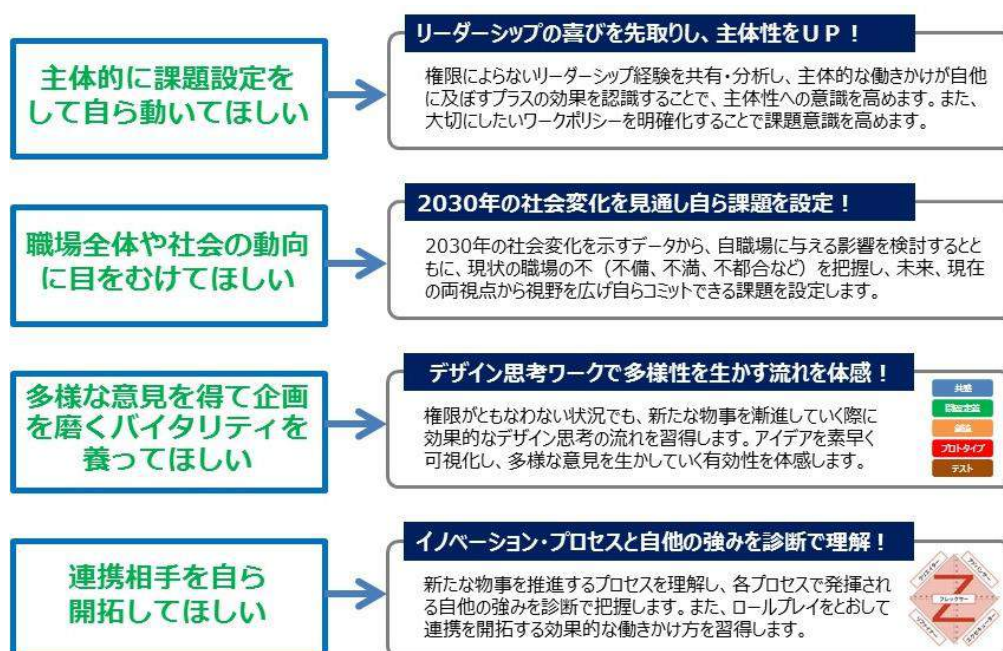 主体的に課題設定を
して自ら動いてほしい
リーダーシップの喜びを先取りし、主体性をUP！
権限によらないリーダーシップ経験を共有・分析し、主体的な働きかけが自他
に及ぼすプラスの効果を認識することで、主体性への意識を高めます。また、
大切にしたいワークポリシーを明確化することで課題意識を高めます。
職場全体や社会の動向
に目をむけてほしい
2030年の社会変化を見通し自ら課題を設定！
2030年の社会変化を示すデータから、自職場に与える影響を検討するとと
もに、現状の職場の不（不備、不満、不都合など）を把握し、未来、現在
の両視点から視野を広げ自らコミットできる課題を設定します。
多様な意見を得て企画
を磨くバイタリティを
養ってほしい
デザイン思考ワークで多様性を生かす流れを体感！
権限がともなわない状況でも、新たな物事を漸進していく際に
効果的なデザイン思考の流れを習得します。アイデアを素早く
可視化し、多様な意見を生かしていく有効性を体感します。
共感
プロトタイプ
テスト
連携相手を自ら
開拓してほしい
イノベーション・プロセスと自他の強みを診断で理解！
新たな物事を推進するプロセスを理解し、各プロセスで発揮され
る自他の強みを診断で把握します。また、ロールプレイをとおして
連携を開拓する効果的な働きかけ方を習得します。
Z